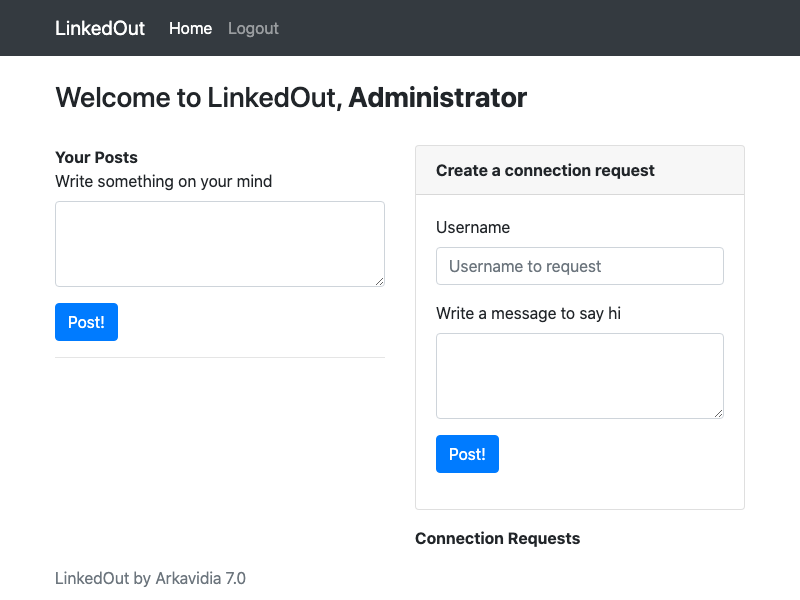 LinkedOut Home Logout
Welcome to LinkedOut, Administrator
Your Posts
Write something on your mind
Post!
Create a connection request
Username
Username to request
Write a message to say hi
Post!
Connection Requests
LinkedOut by Arkavidia 7.0